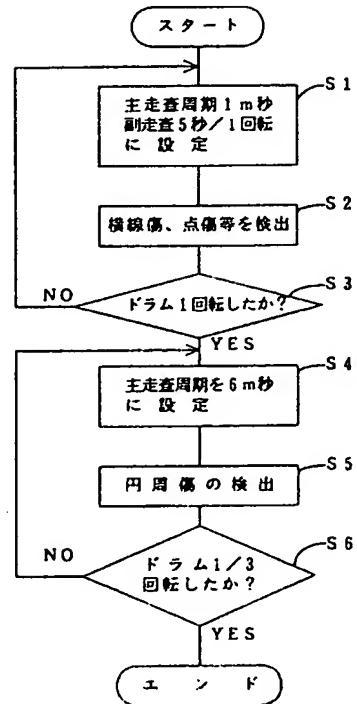 スタート
S1
主走査周期1m秒
副走査5秒/1回転
に設定
S2
横線傷、点傷等を検出
S3
ドラム1回転したか?
NO
YES
S4
主走査周期を6m秒
に設定
S5
円周傷の検出
S6
ドラム1/3
回転したか?
NO
YES
エンド